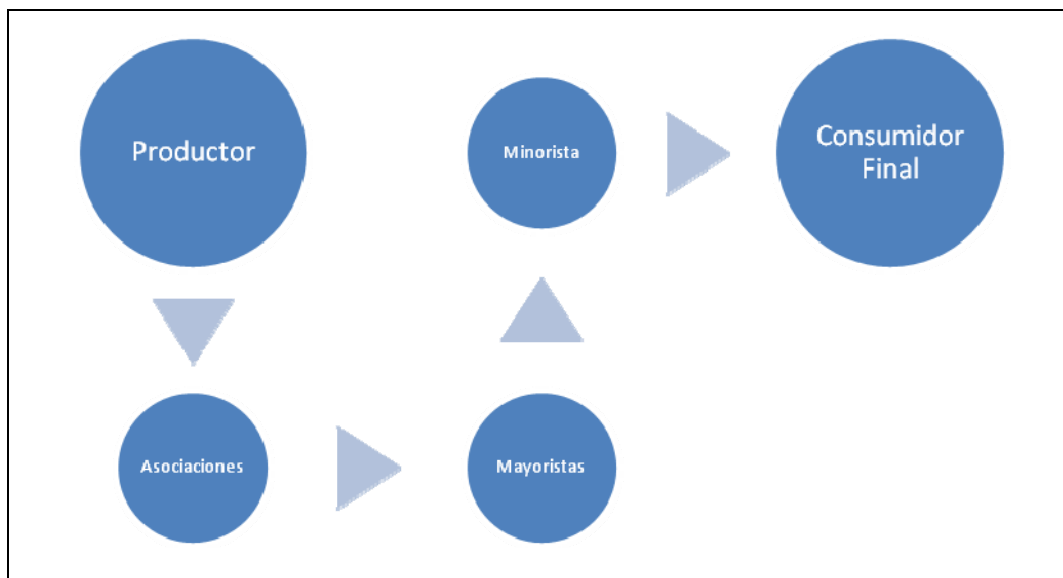 Productor
Asociaciones
Mayoristas
Minorista
Consumidor
Final